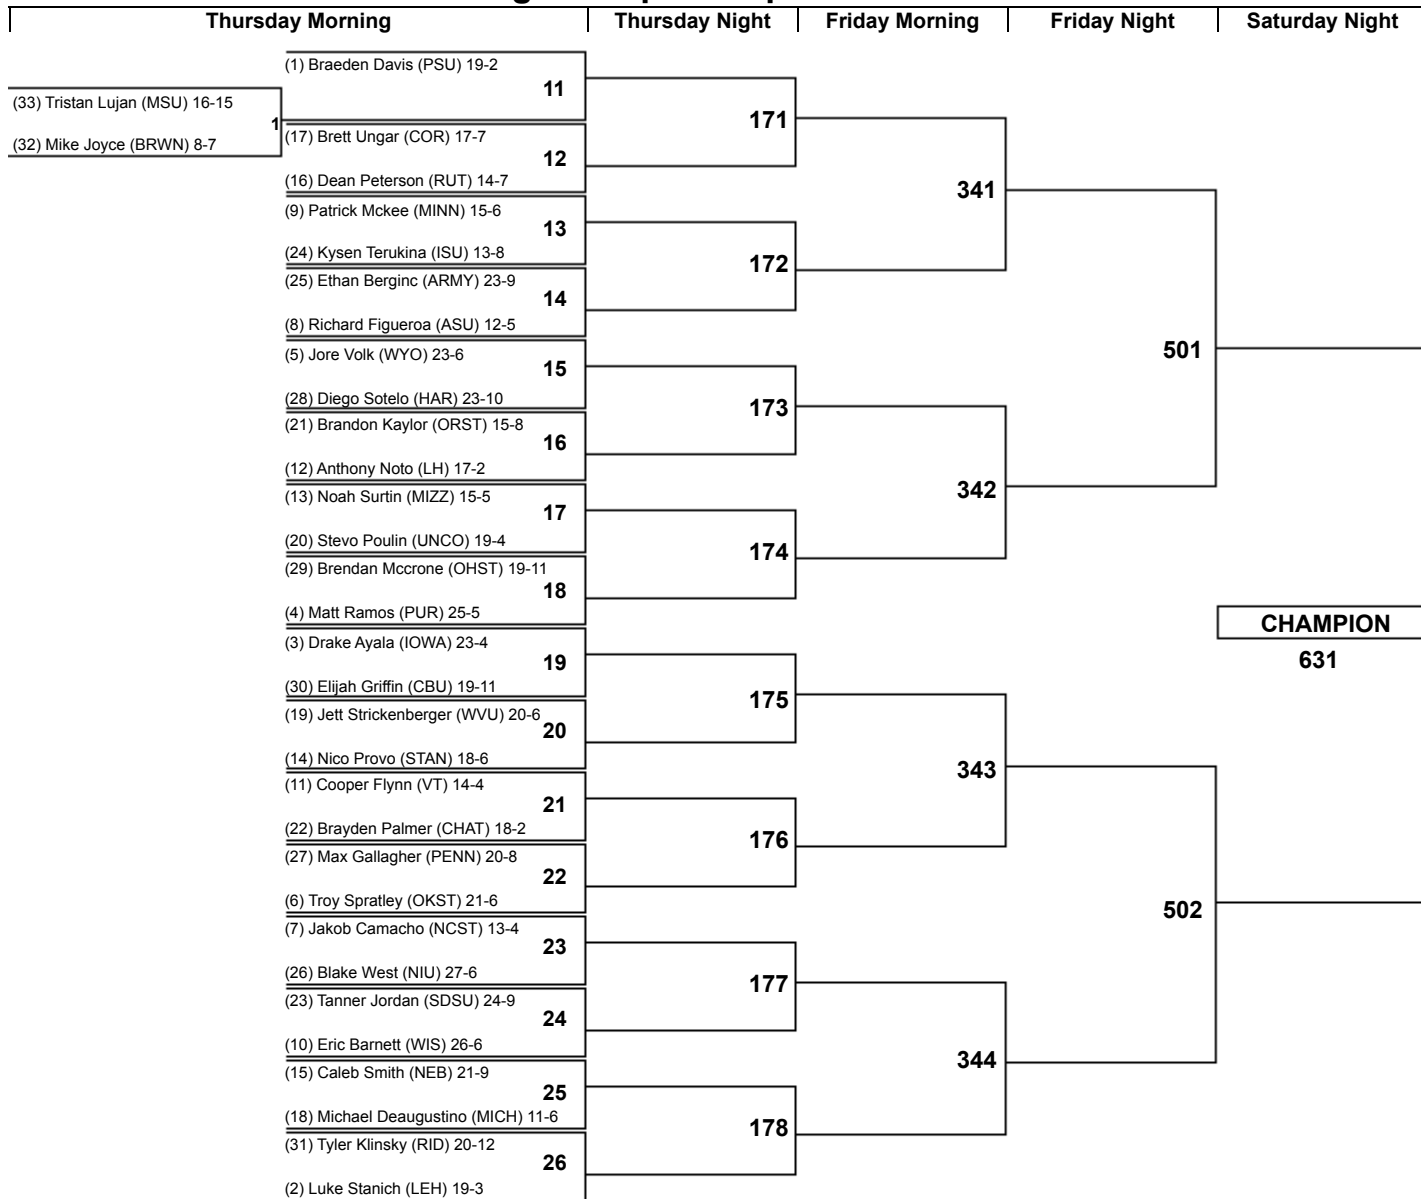 Thursday Morning
Thursday Night
Friday Morning
Friday Night
Saturday Night
(1) Braeden Davis (PSU) 19-2
11
(33) Tristan Lujan (MSU) 16-15
1
(32) Mike Joyce (BRWN) 8-7
171
(17) Brett Ungar (COR) 17-7
12
(16) Dean Peterson (RUT) 14-7
341
(9) Patrick Mckee (MINN) 15-6
13
(24) Kysen Terukina (ISU) 13-8
172
(25) Ethan Berginc (ARMY) 23-9
14
(8) Richard Figueroa (ASU) 12-5
501
(5) Jore Volk (WYO) 23-6
15
(28) Diego Sotelo (HAR) 23-10
173
(21) Brandon Kaylor (ORST) 15-8
16
(12) Anthony Noto (LH) 17-2
342
(13) Noah Surtin (MIZZ) 15-5
17
(20) Stevo Poulin (UNCO) 19-4
174
(29) Brendan Mccrone (OHST) 19-11
18
(4) Matt Ramos (PUR) 25-5
CHAMPION
631
(3) Drake Ayala (IOWA) 23-4
19
(30) Elijah Griffin (CBU) 19-11
175
(19) Jett Strickenberger (WVU) 20-6
20
(14) Nico Provo (STAN) 18-6
343
(11) Cooper Flynn (VT) 14-4
21
(22) Brayden Palmer (CHAT) 18-2
176
(27) Max Gallagher (PENN) 20-8
22
(6) Troy Spratley (OKST) 21-6
502
(7) Jakob Camacho (NCST) 13-4
23
(26) Blake West (NIU) 27-6
177
(23) Tanner Jordan (SDSU) 24-9
24
(10) Eric Barnett (WIS) 26-6
344
(15) Caleb Smith (NEB) 21-9
25
(18) Michael Deaugustino (MICH) 11-6
178
(31) Tyler Klinsky (RID) 20-12
26
(2) Luke Stanich (LEH) 19-3